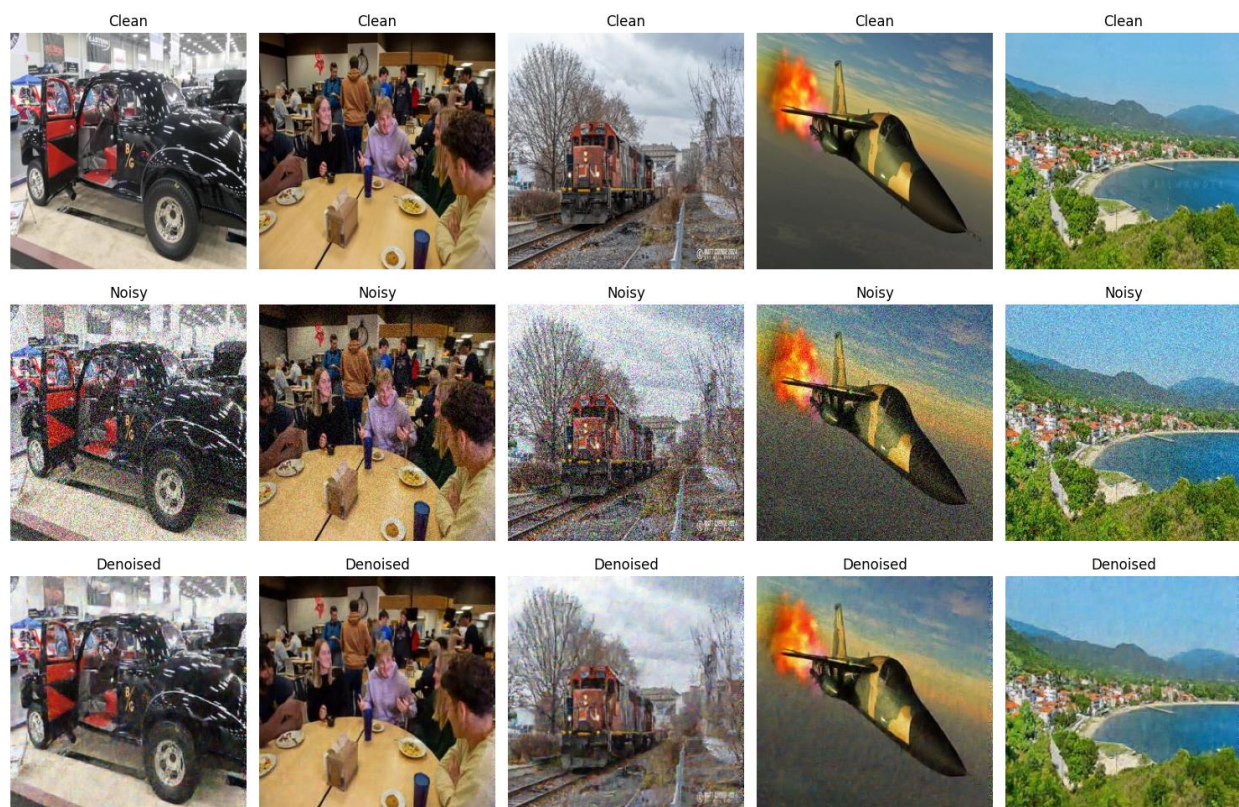 Clean Clean Clean Clean Clean
B/G
Noisy Noisy Noisy Noisy Noisy
B/G
Denoised Denoised Denoised Denoised Denoised
B/G